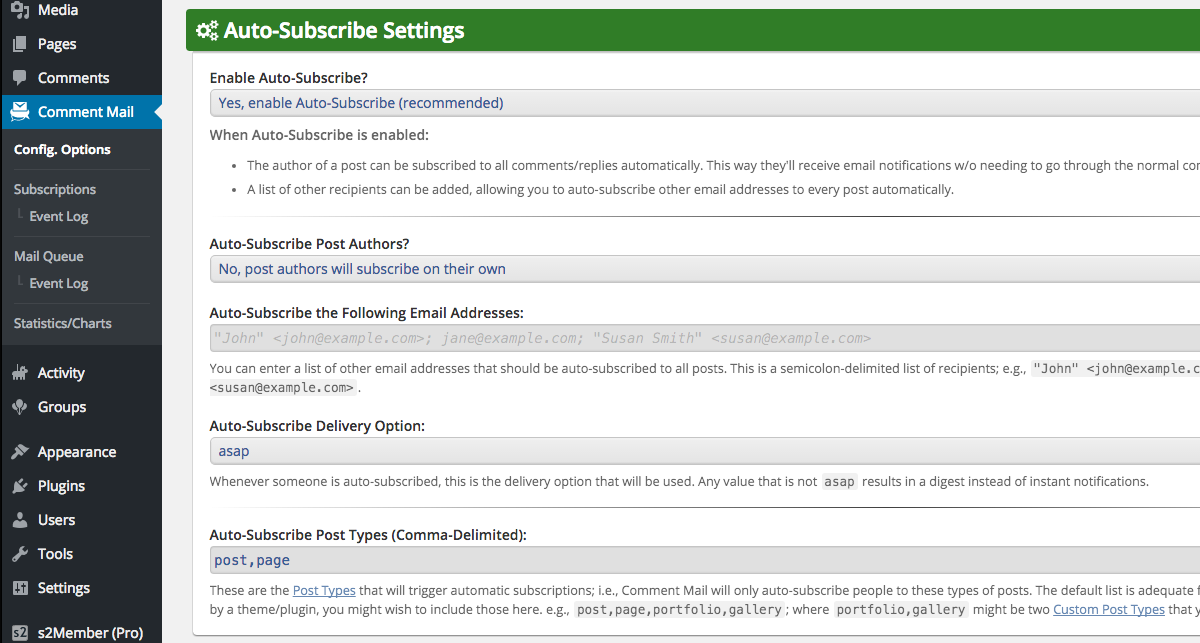 Media
Pages
Comments
Comment Mail
Config. Options
Subscriptions
Event Log
Mail Queue
Event Log
Statistics/Charts
Activity
Groups
Appearance
Plugins
Users
Tools
Settings
s2 s2Member (Pro)
Auto-Subscribe Settings
Enable Auto-Subscribe?
Yes, enable Auto-Subscribe (recommended)
When Auto-Subscribe is enabled:
• The author of a post can be subscribed to all comments/replies automatically. This way they'll receive email notifications w/o needing to go through the normal
• A list of other recipients can be added, allowing you to auto-subscribe other email addresses to every post automatically.
Auto-Subscribe Post Authors?
No, post authors will subscribe on their own
Auto-Subscribe the Following Email Addresses:
"John" <john@example.com>; jane@example.com; "Susan Smith" <susan@example.com>
You can enter a list of other email addresses that should be auto-subscribed to all posts. This is a semicolon-delimited list of recipients; e.g., "John" <john@example.c
<susan@example.com>.
Auto-Subscribe Delivery Option:
asap
Whenever someone is auto-subscribed, this is the delivery option that will be used. Any value that is not asap results in a digest instead of instant notifications.
Auto-Subscribe Post Types (Comma-Delimited):
post,page
These are the Post Types that will trigger automatic subscriptions; i.e., Comment Mail will only auto-subscribe people to these types of posts. The default list is adequate
by a theme/plugin, you might wish to include those here. e.g., post,page,portfolio,gallery; where portfolio,gallery might be two Custom Post Types that